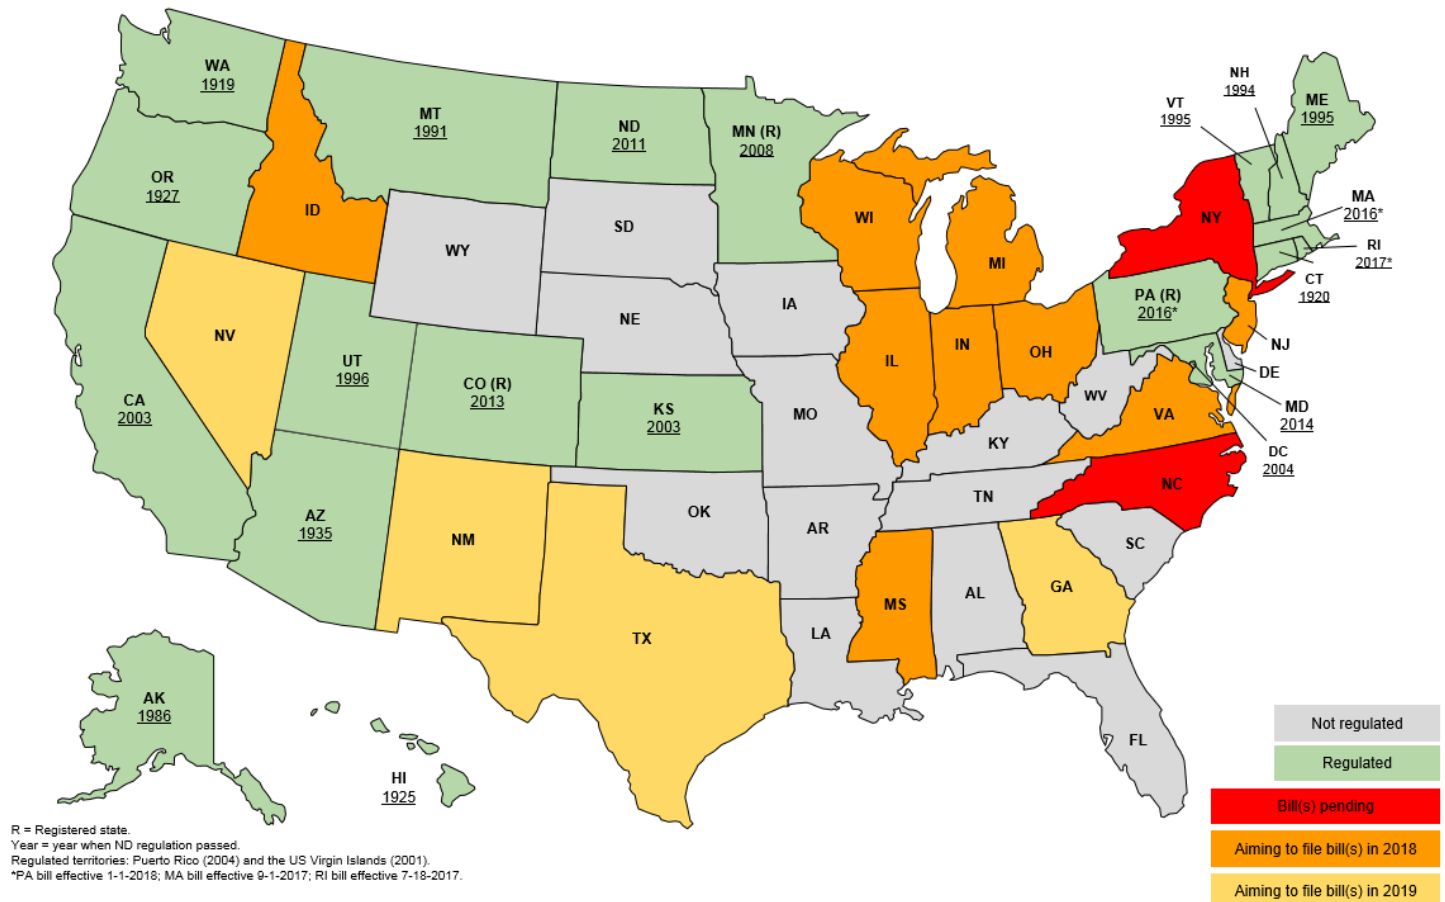 WA
1919
MT
1991
ND
2011
MN (R)
2008
NH
1994
VT
1995
ME
1995
OR
1927
ID
SD
WI
NY
MA
2016*
WY
MI
RI
2017*
CT
1920
PA (R)
2016*
IA
NE
NV
IL
IN
OH
NJ
DE
UT
1996
CO (R)
2013
CA
2003
KS
2003
MO
WV
VA
MD
2014
KY
DC
2004
NC
TN
OK
AZ
1935
NM
AR
SC
MS
AL
GA
TX
LA
AK
1986
FL
HI
1925
Not regulated
Regulated
Bill(s) pending
Aiming to file bill(s) in 2018
Aiming to file bill(s) in 2019
R = Registered state.
Year = year when ND regulation passed.
Regulated territories: Puerto Rico (2004) and the US Virgin Islands (2001).
*PA bill effective 1-1-2018; MA bill effective 9-1-2017; RI bill effective 7-18-2017.